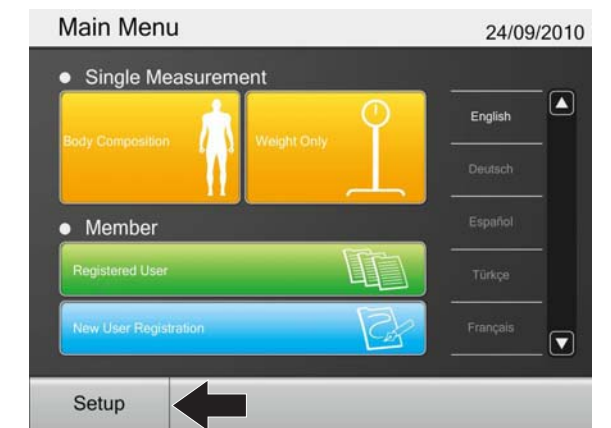 Main Menu
24/09/2010
Single Measurement
Body Composition
Weight Only
Member
Registered User
New User Registration
English
Deutsch
Español
Türkçe
Français
Setup